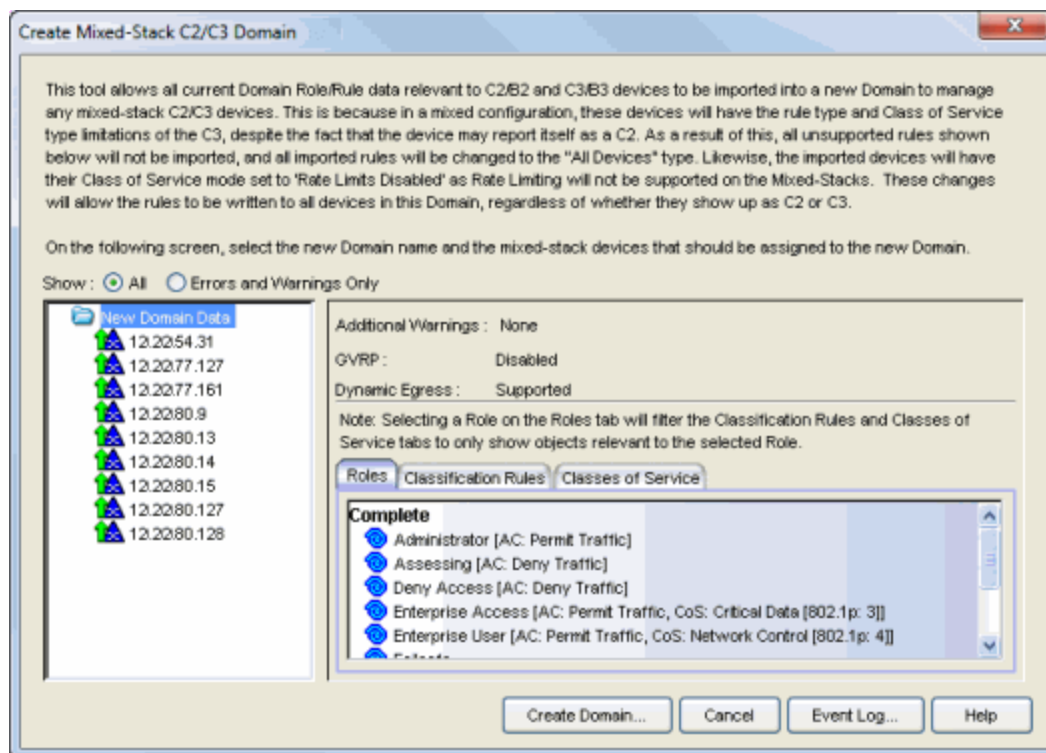 Create Mixed-Stack C2/C3 Domain
This tool allows all current Domain Role/Rule data relevant to C2/B2 and C3/B3 devices to be imported into a new Domain to manage
any mixed-stack C2/C3 devices. This is because in a mixed configuration, these devices will have the rule type and Class of Service
type limitations of the C3, despite the fact that the device may report itself as a C2. As a result of this, all unsupported rules shown
below will not be imported, and all imported rules will be changed to the "All Devices" type. Likewise, the imported devices will have
their Class of Service mode set to 'Rate Limits Disabled' as Rate Limiting will not be supported on the Mixed-Stacks. These changes
will allow the rules to be written to all devices in this Domain, regardless of whether they show up as C2 or C3.
On the following screen, select the new Domain name and the mixed-stack devices that should be assigned to the new Domain.
Show : All Errors and Warnings Only
New Domain Data
12.22.54.31
12.22.77.127
12.22.77.161
12.22.80.9
12.22.80.13
12.22.80.14
12.22.80.15
12.22.80.127
12.22.80.128
Additional Warnings : None
GVRP : Disabled
Dynamic Egress : Supported
Note: Selecting a Role on the Roles tab will filter the Classification Rules and Classes of
Service tabs to only show objects relevant to the selected Role.
Roles Classification Rules Classes of Service
Complete
Administrator [AC: Permit Traffic]
Assessing [AC: Deny Traffic]
Deny Access [AC: Deny Traffic]
Enterprise Access [AC: Permit Traffic, CoS: Critical Data [802.1p: 3]]
Enterprise User [AC: Permit Traffic, CoS: Network Control [802.1p: 4]]
Create Domain... Cancel Event Log... Help